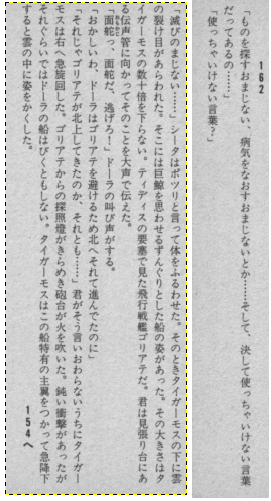 162
「ものを探すおまじない、病気をなおすおまじないとか……そして、決して使っちゃいけない言葉
だってあるの……」
「使っちゃいけない言葉？」
「滅びのまじない……」シータはポツリと言って体をふるわせた。そのときタイガーモスの下に雲
の裂け目があらわれた。そこには巨鯨を思わせるずんぐりとした船の姿があった。その大きさはタ
イガーモスの数十倍を下らない。ティディスの要塞で見た飛行戦艦ゴリアテだ。君は見張り台にあ
る伝声管に向かってそのことを大声で伝えた。
「面舵っ、面舵だ、逃げろ！」ドーラの叫び声がする。
「おかしいわ、ドーラはゴリアテを避けるため北へそれて進んでたのに」
「それじゃゴリアテが北上してきたのか、それとも……」君がそう言いおわらないうちにタイガー
モスは右へ急旋回した。ゴリアテからの探照燈がきらめき砲台が火を吹いた。鈍い衝撃があったが
それぐらいではドーラの船はびくともしない。タイガーモスはこの船特有の主翼をつかって急降下
すると雲の中に姿をかくした。
154へ